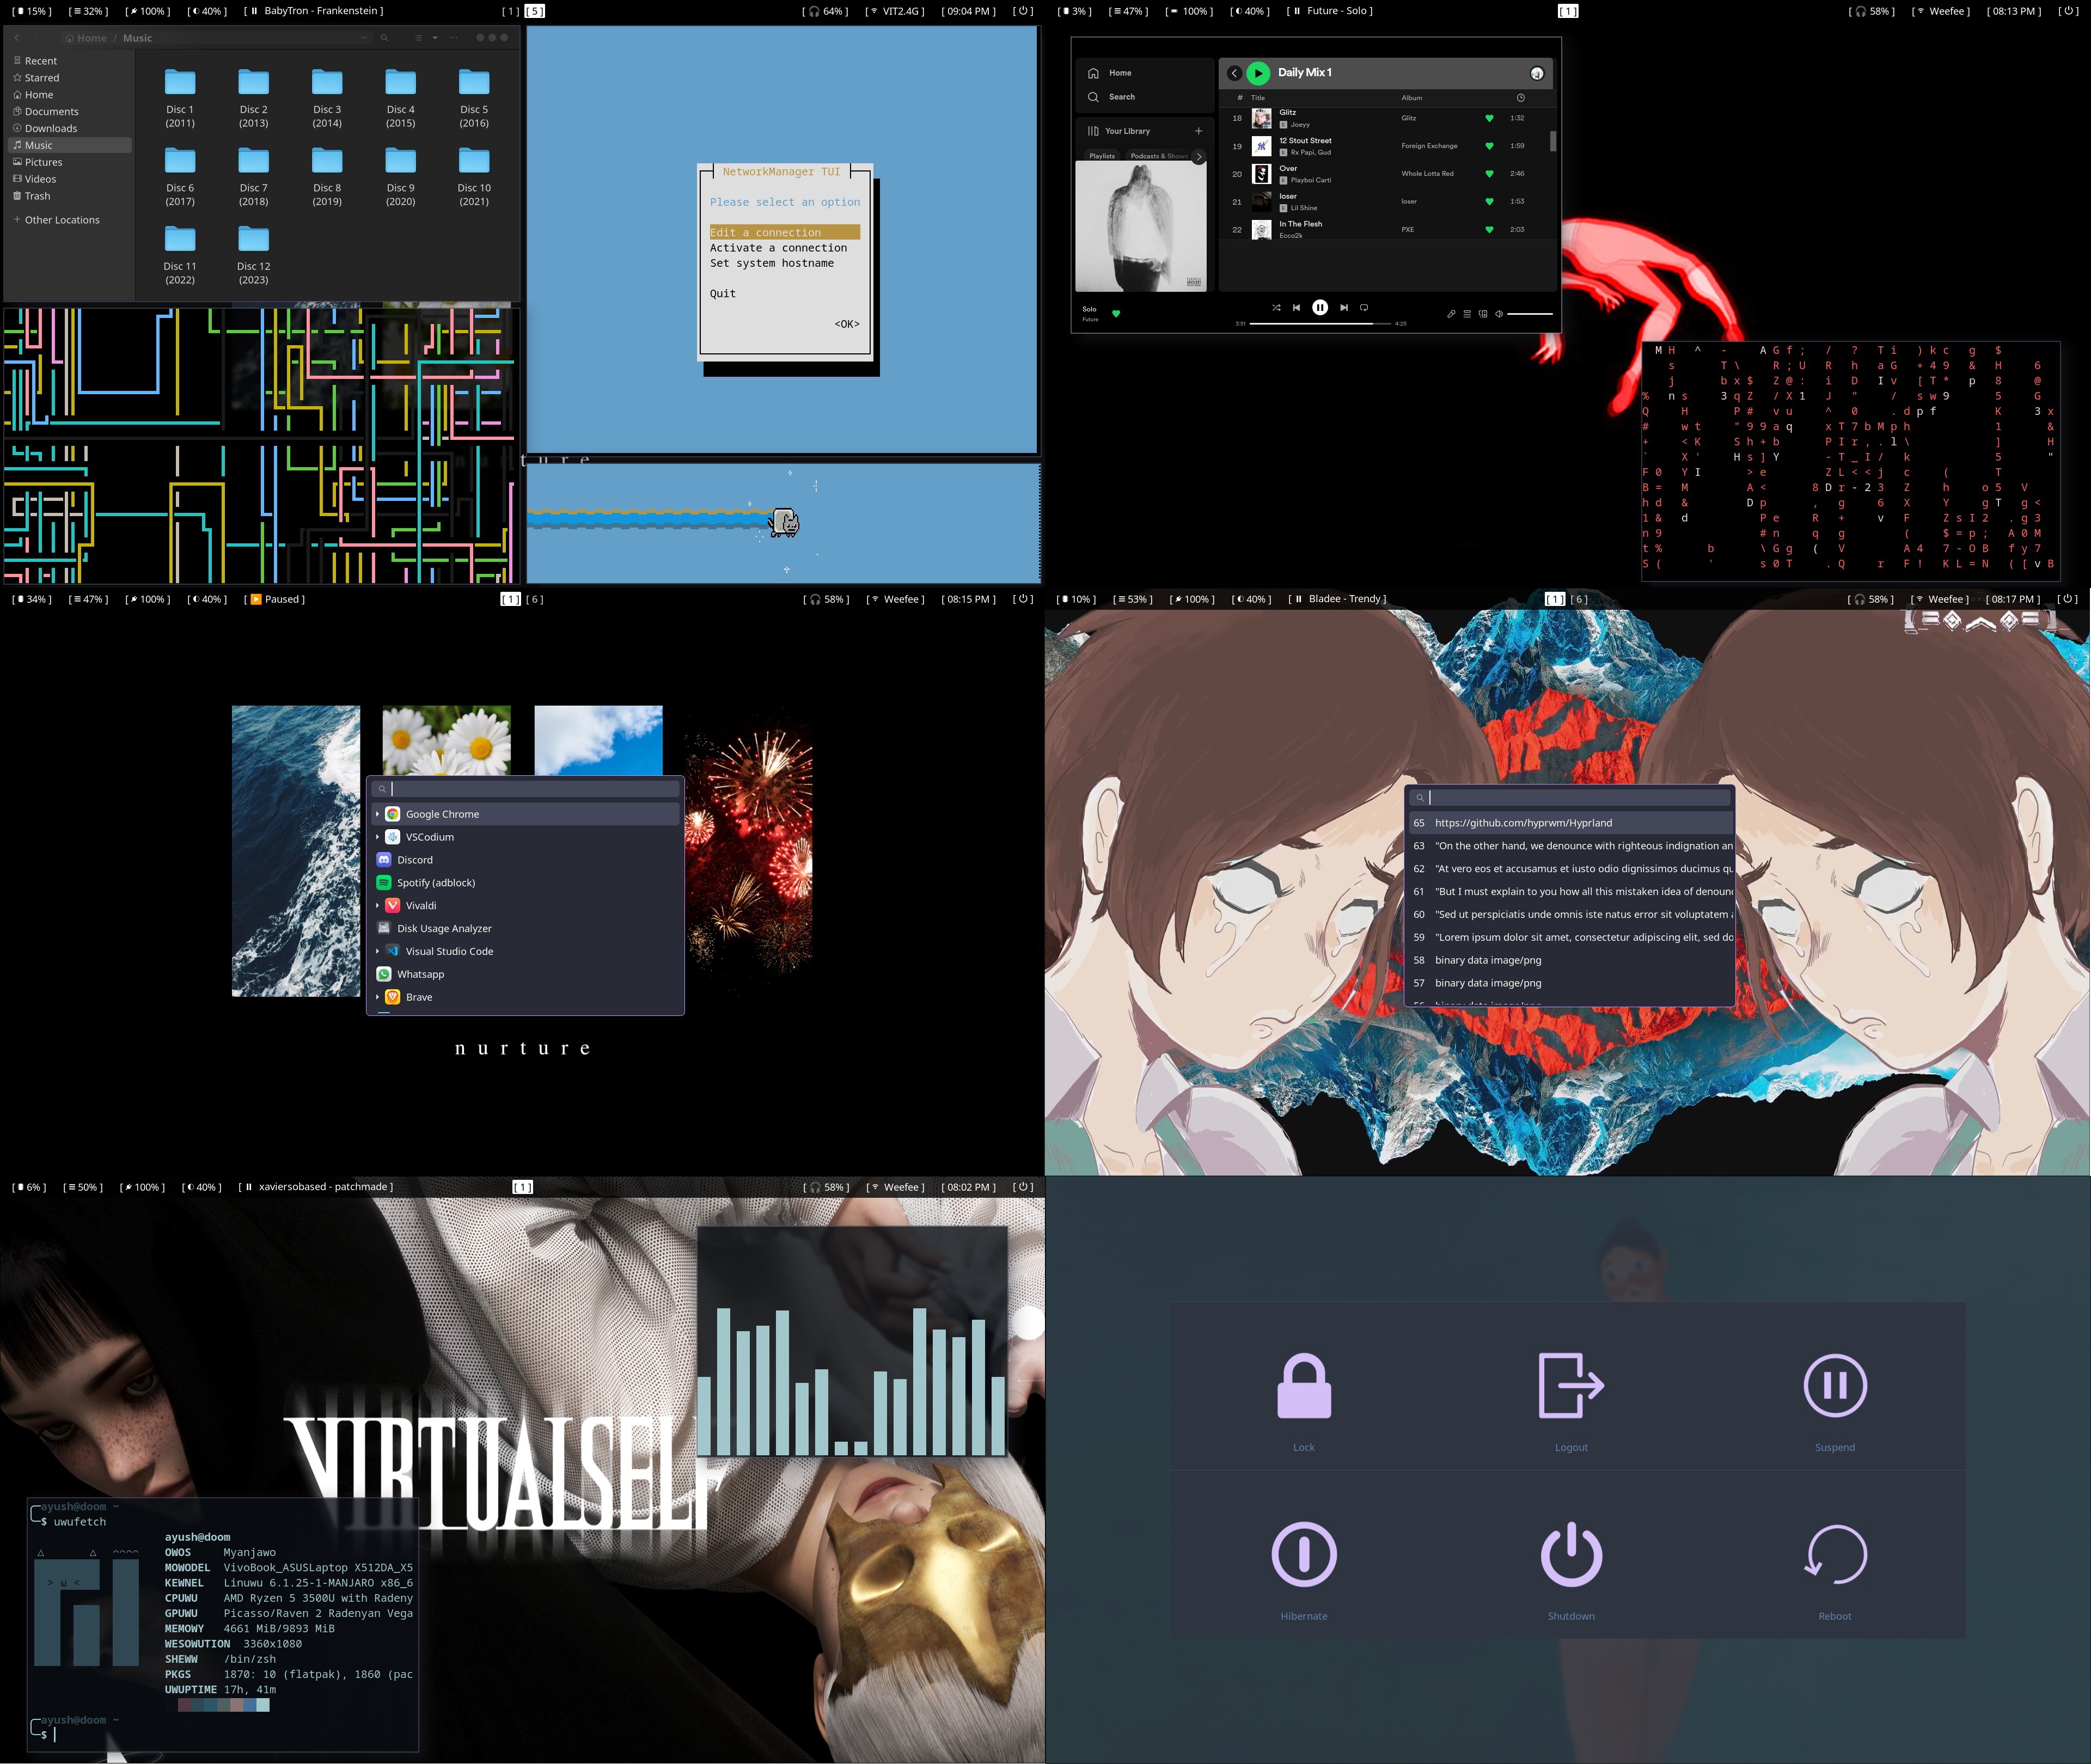 [ 15% ] [ 32% ] [ 100% ] [ 40% ] [ BabyTron - Frankenstein ] [ 1 ] [ 5 ] [ 64% ] [ VIT2.4G ] [ 09:04 PM ]
Home / Music
Recent
Starred
Home
Documents
Downloads
Music
Pictures
Videos
Trash
Other Locations
Disc 1 Disc 2 Disc 3 Disc 4 Disc 5
(2011) (2013) (2014) (2015) (2016)
Disc 6 Disc 7 Disc 8 Disc 9 Disc 10
(2017) (2018) (2019) (2020) (2021)
Disc 11 Disc 12
(2022) (2023)
NetworkManager TUI
Please select an option
Edit a connection
Activate a connection
Set system hostname
Quit
<OK>
[ 3% ] [ 47% ] [ 100% ] [ 40% ] [ Future - Solo ] [ 1 ] [ 58% ] [ Weefee ] [ 08:13 PM ]
Home
Search
Your Library
Playlists Podcasts & Shows
Daily Mix 1
# Title Album
18 Glitz Glitz 1:32
E Joeyy
19 12 Stout Street Foreign Exchange 1:59
E Rx Papi, Gud
20 Over Whole Lotta Red 2:46
E Playboi Carti
21 loser loser 1:53
E Lil Shine
22 In The Flesh PXE 2:03
Ecco2k
Solo
Future
3:51 4:25
[ 34% ] [ 47% ] [ 100% ] [ 40% ] [ Paused ] [ 1 ] [ 6 ] [ 58% ] [ Weefee ] [ 08:15 PM ]
Google Chrome
VSCodium
Discord
Spotify (adblock)
Vivaldi
Disk Usage Analyzer
Visual Studio Code
Whatsapp
Brave
nurture
[ 10% ] [ 53% ] [ 100% ] [ 40% ] [ Bladee - Trendy ] [ 1 ] [ 6 ] [ 58% ] [ Weefee ] [ 08:17 PM ]
65 https://github.com/hyprwm/Hyprland
63 "On the other hand, we denounce with righteous indignation an
62 "At vero eos et accusamus et iusto odio dignissimos ducimus qu
61 "But I must explain to you how all this mistaken idea of denoun
60 "Sed ut perspiciatis unde omnis iste natus error sit voluptatem
59 "Lorem ipsum dolor sit amet, consectetur adipiscing elit, sed do
58 binary data image/png
57 binary data image/png
56 binary data image/png
[ 6% ] [ 50% ] [ 100% ] [ 40% ] [ xaviersobased - patchmade ] [ 1 ] [ 58% ] [ Weefee ] [ 08:02 PM ]
VIRTUALSELF
ayush@doom ~
$ uwufetch
ayush@doom
OWOS Myanjawo
MOWODEL VivoBook_ASUSLaptop X512DA_X5
KEWNEL Linuwu 6.1.25-1-MANJARO x86_6
CPUWU AMD Ryzen 5 3500U with Radeny
GPUWU Picasso/Raven 2 Radenyan Vega
MEMOWY 4661 MiB/9893 MiB
WESOWUTION 3360x1080
SHEWW /bin/zsh
PKGS 1870: 10 (flatpak), 1860 (pac
UWUPTIME 17h, 41m
> ω <
ayush@doom ~
$
Lock Logout Suspend
Hibernate Shutdown Reboot